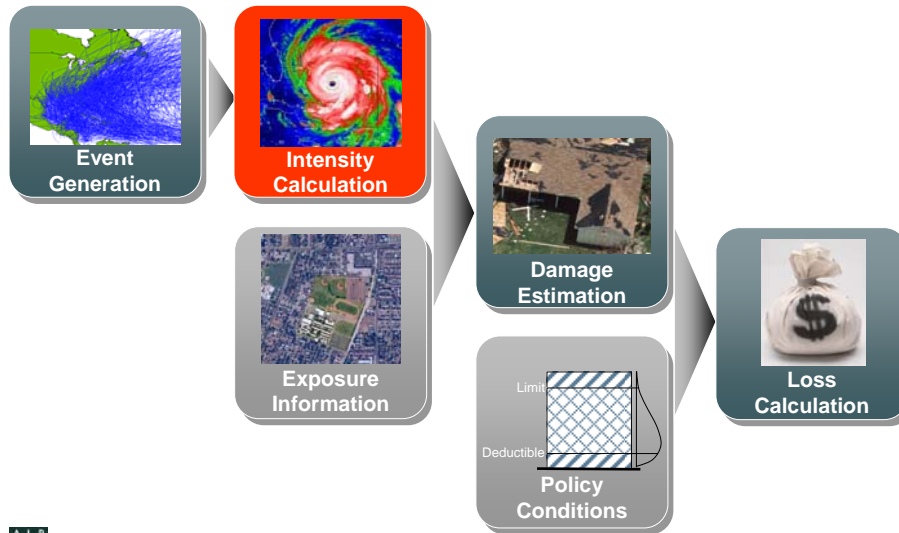 Event
Generation
Intensity
Calculation
Exposure
Information
Damage
Estimation
Limit
Deductible
Policy
Conditions
$
Loss
Calculation